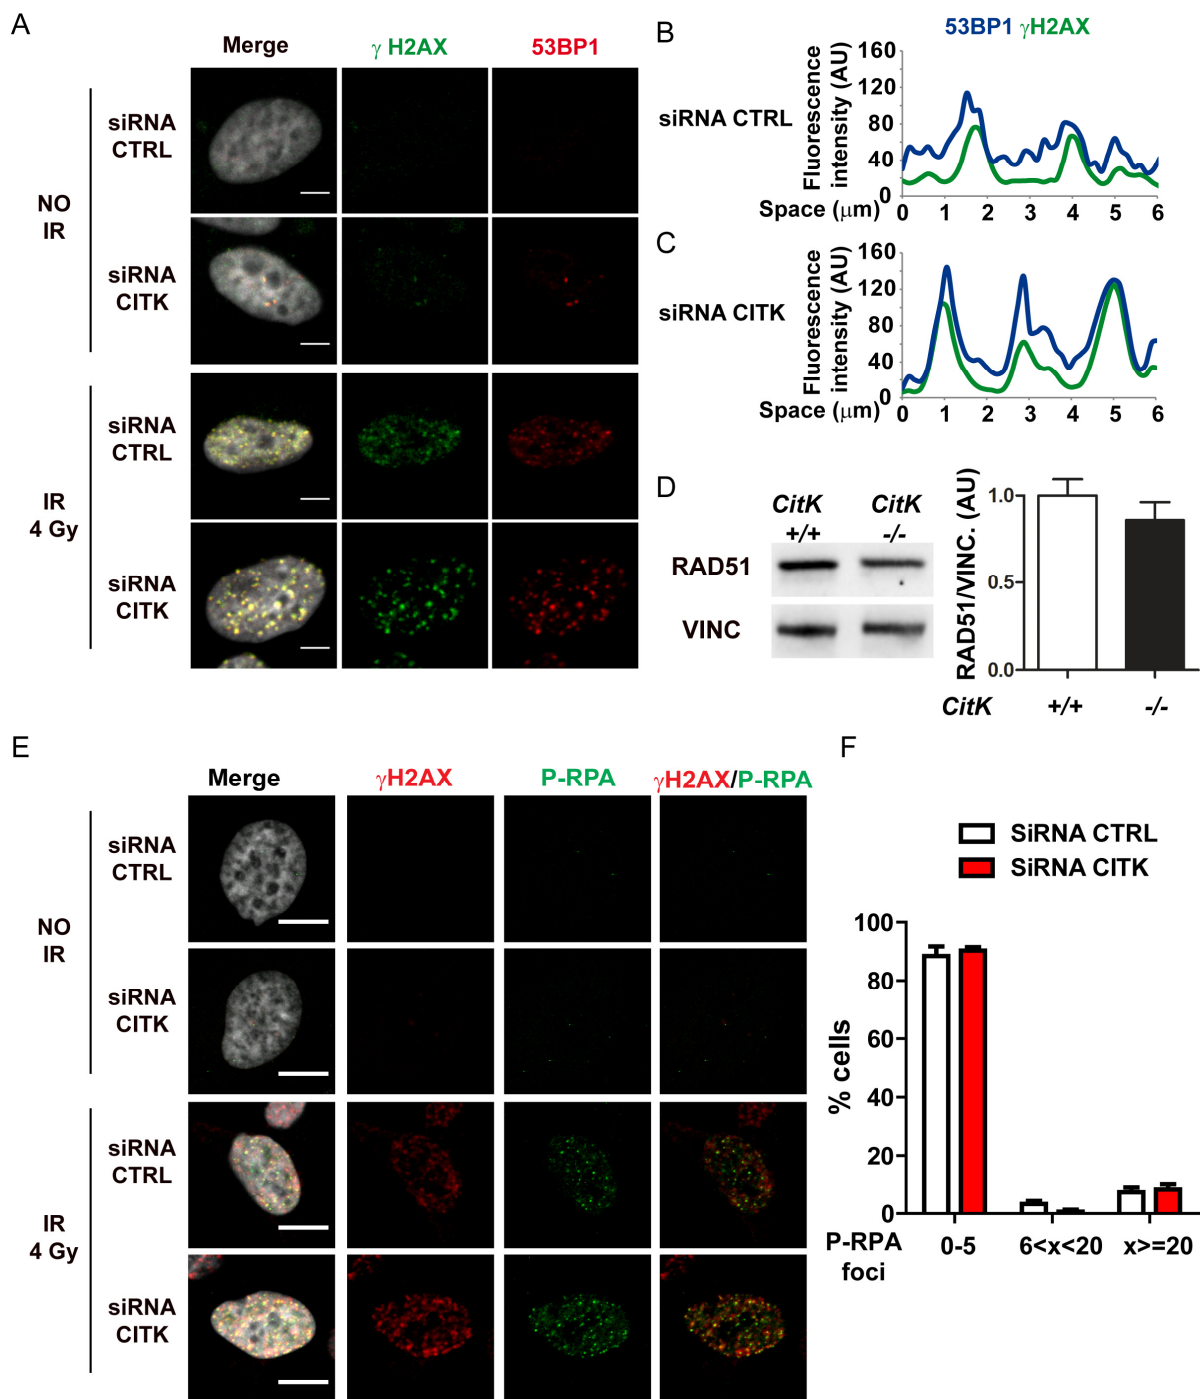 A
Merge
γ H2AX
53BP1
siRNA
CTRL
NO
IR
siRNA
CITK
siRNA
CTRL
IR
4 Gy
siRNA
CITK
B
53BP1 γH2AX
siRNA CTRL
Fluorescence
intensity (AU)
160
120
80
40
0
Space (μm)
0 1 2 3 4 5 6
C
siRNA CITK
Fluorescence
intensity (AU)
160
120
80
40
0
Space (μm)
0 1 2 3 4 5 6
D
CitK CitK
+/+ -/-
RAD51
VINC
RAD51/VINC. (AU)
1.0
0.5
0.0
CitK +/+ -/-
E
Merge
γH2AX
P-RPA
γH2AX/P-RPA
siRNA
CTRL
NO
IR
siRNA
CITK
siRNA
CTRL
IR
4 Gy
siRNA
CITK
F
SiRNA CTRL
SiRNA CITK
% cells
100
80
60
40
20
0
P-RPA
foci
0-5 6<x<20 x>=20